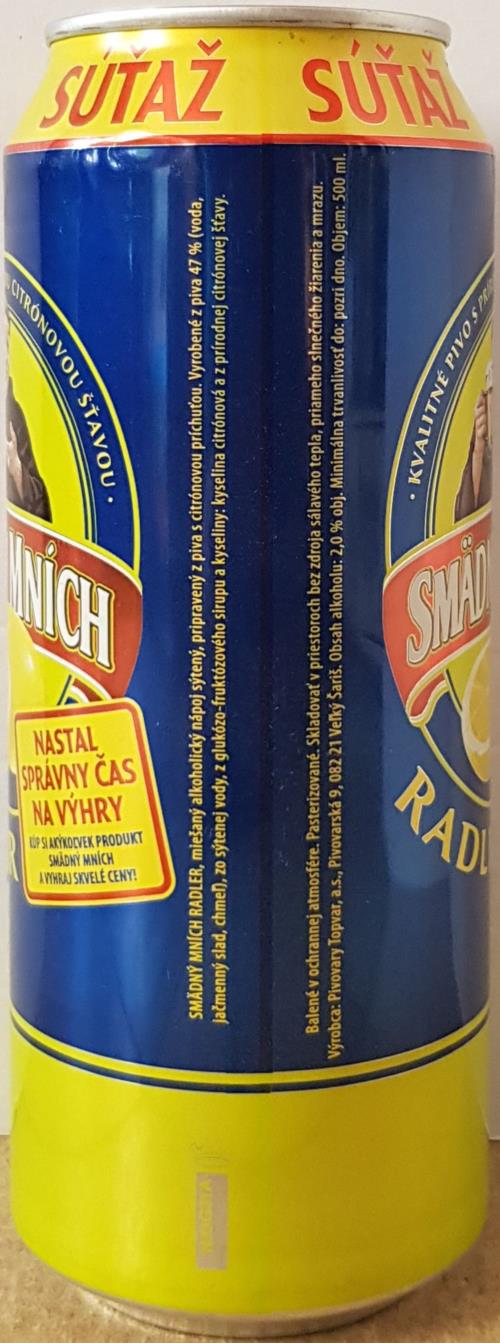 SÚŤAŽ SÚŤAŽ
CITRÓNOVOU ŠŤAVOU ·
MNÍCH
NASTAL
SPRÁVNY ČAS
NA VÝHRY
KÚP SI AKÝKOĽVEK PRODUKT
SMÄDNÝ MNÍCH
A VYHRAJ SKVELÉ CENY!
SMÄDNÝ MNÍCH RADLER, miešaný alkoholický nápoj sýtený, pripravený z piva s citrónovou príchuťou. Vyrobené z piva 47 % (voda,
jačmenný slad, chmeľ), zo sýtenej vody, z glukózo-fruktózového sirupu a kyseliny: kyselina citrónová a z prírodnej citrónovej šťavy.
Balené v ochrannej atmosfére. Pasterizované. Skladovať v priestoroch bez zdroja sálavého tepla, priameho slnečného žiarenia a mrazu.
Výrobca: Pivovary Topvar, a.s., Pivovarská 9, 082 21 Veľký Šariš. Obsah alkoholu: 2,0 % obj. Minimálna trvanlivosť do: pozri dno. Objem: 500 ml.
· KVALITNÉ PIVO S
SMÄD
RADL